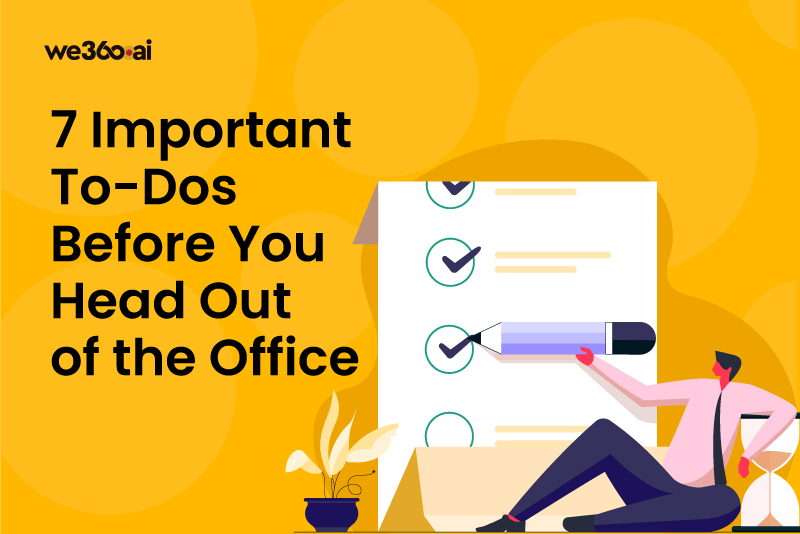 we360.ai
7 Important
To-Dos
Before You
Head Out
of the Office